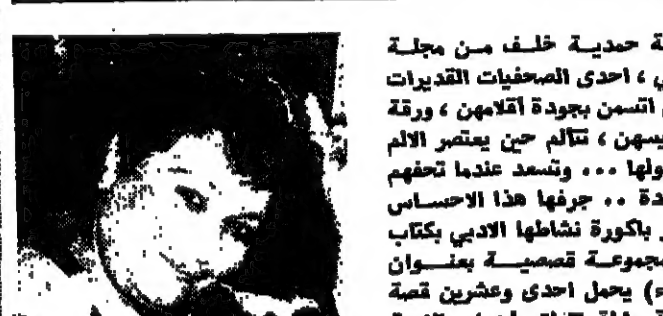 ة حمدية خلف من مجلة
ي ، احدى الصحفيات القديرات
اتسمن بجودة أقلامهن ، ورقة
يسهن ، تتألم حين يعتصر الالم
ولها ... وتسعد عندما تحفهم
دة .. جرفها هذا الاحساس
باكورة نشاطها الادبي بكتاب
مجموعة قصصية بعنوان
ء) يحمل احدى وعشرين قصة